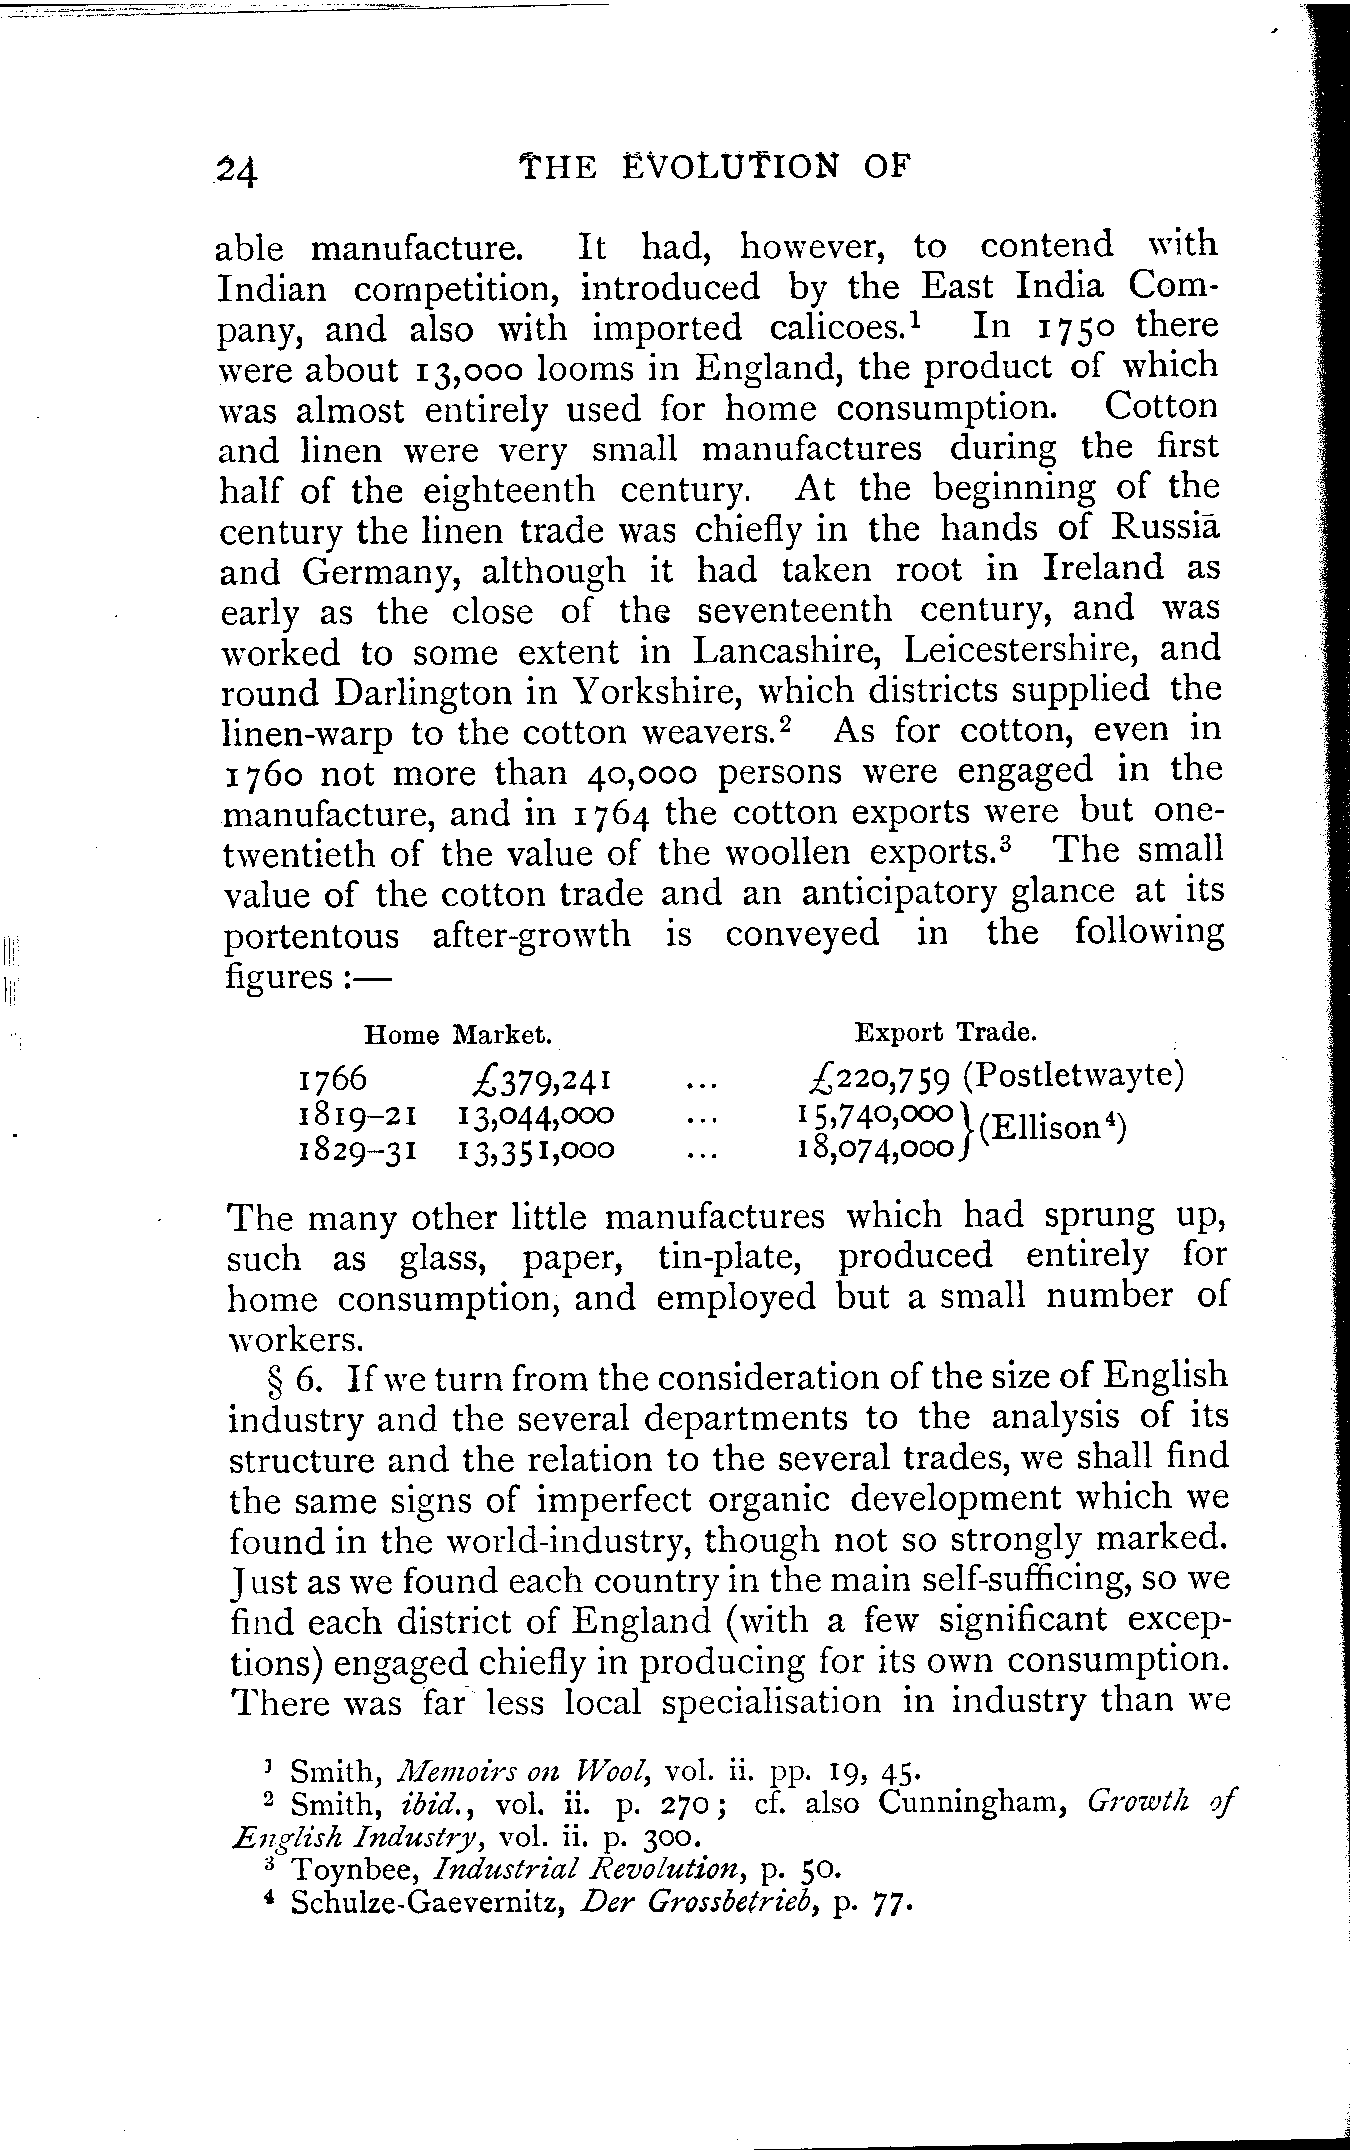 24 THE EVOLUTION OF
able manufacture. It had, however, to contend with
Indian competition, introduced by the East India Com-
pany, and also with imported calicoes.¹ In 1750 there
were about 13,000 looms in England, the product of which
was almost entirely used for home consumption. Cotton
and linen were very small manufactures during the first
half of the eighteenth century. At the beginning of the
century the linen trade was chiefly in the hands of Russia
and Germany, although it had taken root in Ireland as
early as the close of the seventeenth century, and was
worked to some extent in Lancashire, Leicestershire, and
round Darlington in Yorkshire, which districts supplied the
linen-warp to the cotton weavers.² As for cotton, even in
1760 not more than 40,000 persons were engaged in the
manufacture, and in 1764 the cotton exports were but one-
twentieth of the value of the woollen exports.³ The small
value of the cotton trade and an anticipatory glance at its
portentous after-growth is conveyed in the following
figures :—
Home Market. Export Trade.
1766 £379,241 ... £220,759 (Postletwayte)
1819–21 13,044,000 ... 15,740,000 } (Ellison⁴)
1829–31 13,351,000 ... 18,074,000 }
The many other little manufactures which had sprung up,
such as glass, paper, tin-plate, produced entirely for
home consumption, and employed but a small number of
workers.
§ 6. If we turn from the consideration of the size of English
industry and the several departments to the analysis of its
structure and the relation to the several trades, we shall find
the same signs of imperfect organic development which we
found in the world-industry, though not so strongly marked.
Just as we found each country in the main self-sufficing, so we
find each district of England (with a few significant excep-
tions) engaged chiefly in producing for its own consumption.
There was far less local specialisation in industry than we
¹ Smith, Memoirs on Wool, vol. ii. pp. 19, 45.
² Smith, ibid., vol. ii. p. 270; cf. also Cunningham, Growth of
English Industry, vol. ii. p. 300.
³ Toynbee, Industrial Revolution, p. 50.
⁴ Schulze-Gaevernitz, Der Grossbetrieb, p. 77.